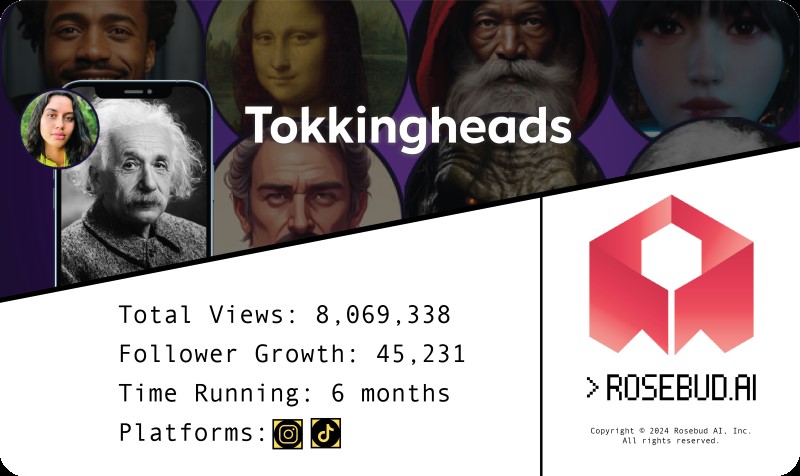 Tokkingheads
Total Views: 8,069,338
Follower Growth: 45,231
Time Running: 6 months
Platforms:
>ROSEBUD.AI
Copyright © 2024 Rosebud AI, Inc.
All rights reserved.